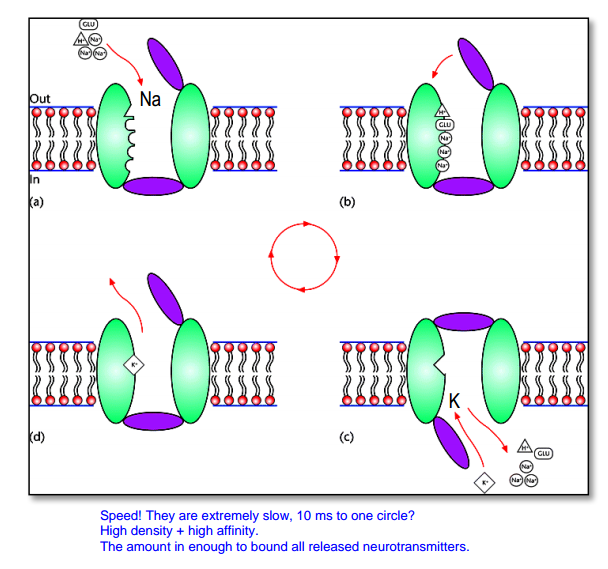 GLU
H⁺ Na⁺
Na⁺ Na⁺
Na
Out
In
(a)
H⁺
GLU
Na⁺
Na⁺
Na⁺
(b)
K⁺
(d)
K
(c)
H⁺
GLU
Na⁺
Na⁺ Na⁺
K⁺
Speed! They are extremely slow, 10 ms to one circle?
High density + high affinity.
The amount in enough to bound all released neurotransmitters.